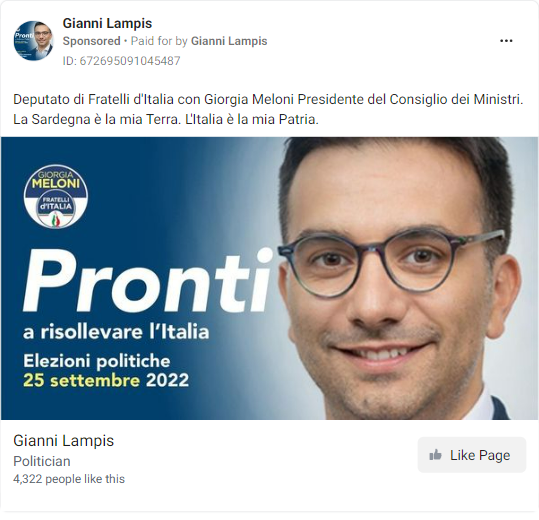 Gianni Lampis
Sponsored • Paid for by Gianni Lampis
ID: 672695091045487
Deputato di Fratelli d'Italia con Giorgia Meloni Presidente del Consiglio dei Ministri.
La Sardegna è la mia Terra. L'Italia è la mia Patria.
GIORGIA
MELONI
FRATELLI
d'ITALIA
Pronti
a risollevare l'Italia
Elezioni politiche
25 settembre 2022
Gianni Lampis
Politician
4,322 people like this
Like Page